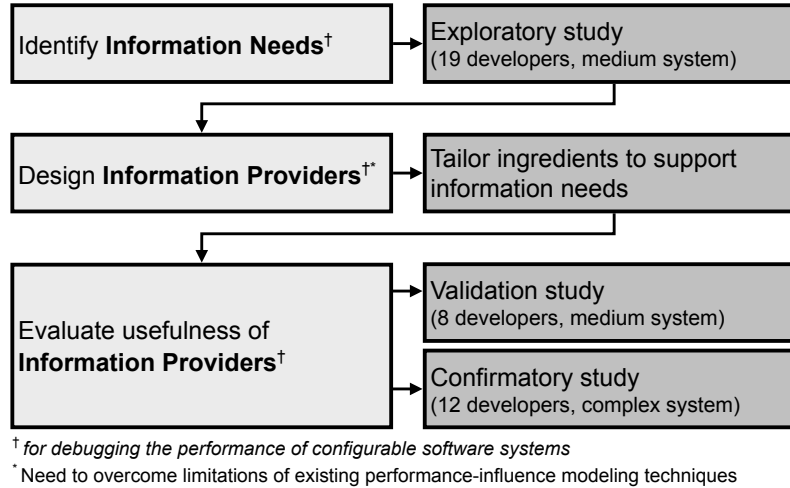 Identify Information Needs†
Exploratory study
(19 developers, medium system)
Design Information Providers†*
Tailor ingredients to support
information needs
Evaluate usefulness of
Information Providers†
Validation study
(8 developers, medium system)
Confirmatory study
(12 developers, complex system)
† for debugging the performance of configurable software systems
* Need to overcome limitations of existing performance-influence modeling techniques